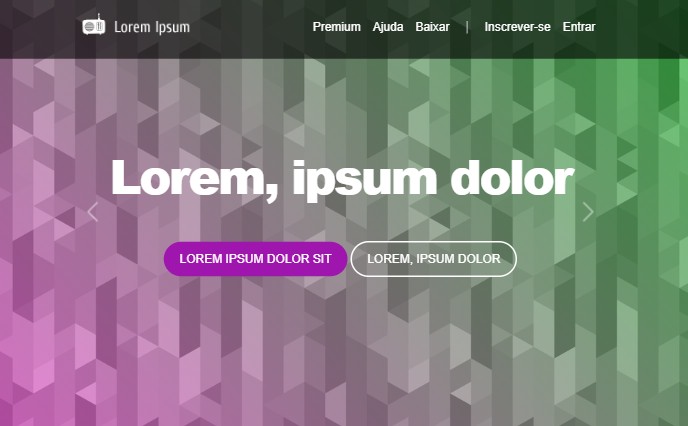 Lorem Ipsum
Premium Ajuda Baixar | Inscrever-se Entrar
Lorem, ipsum dolor
LOREM IPSUM DOLOR SIT
LOREM, IPSUM DOLOR